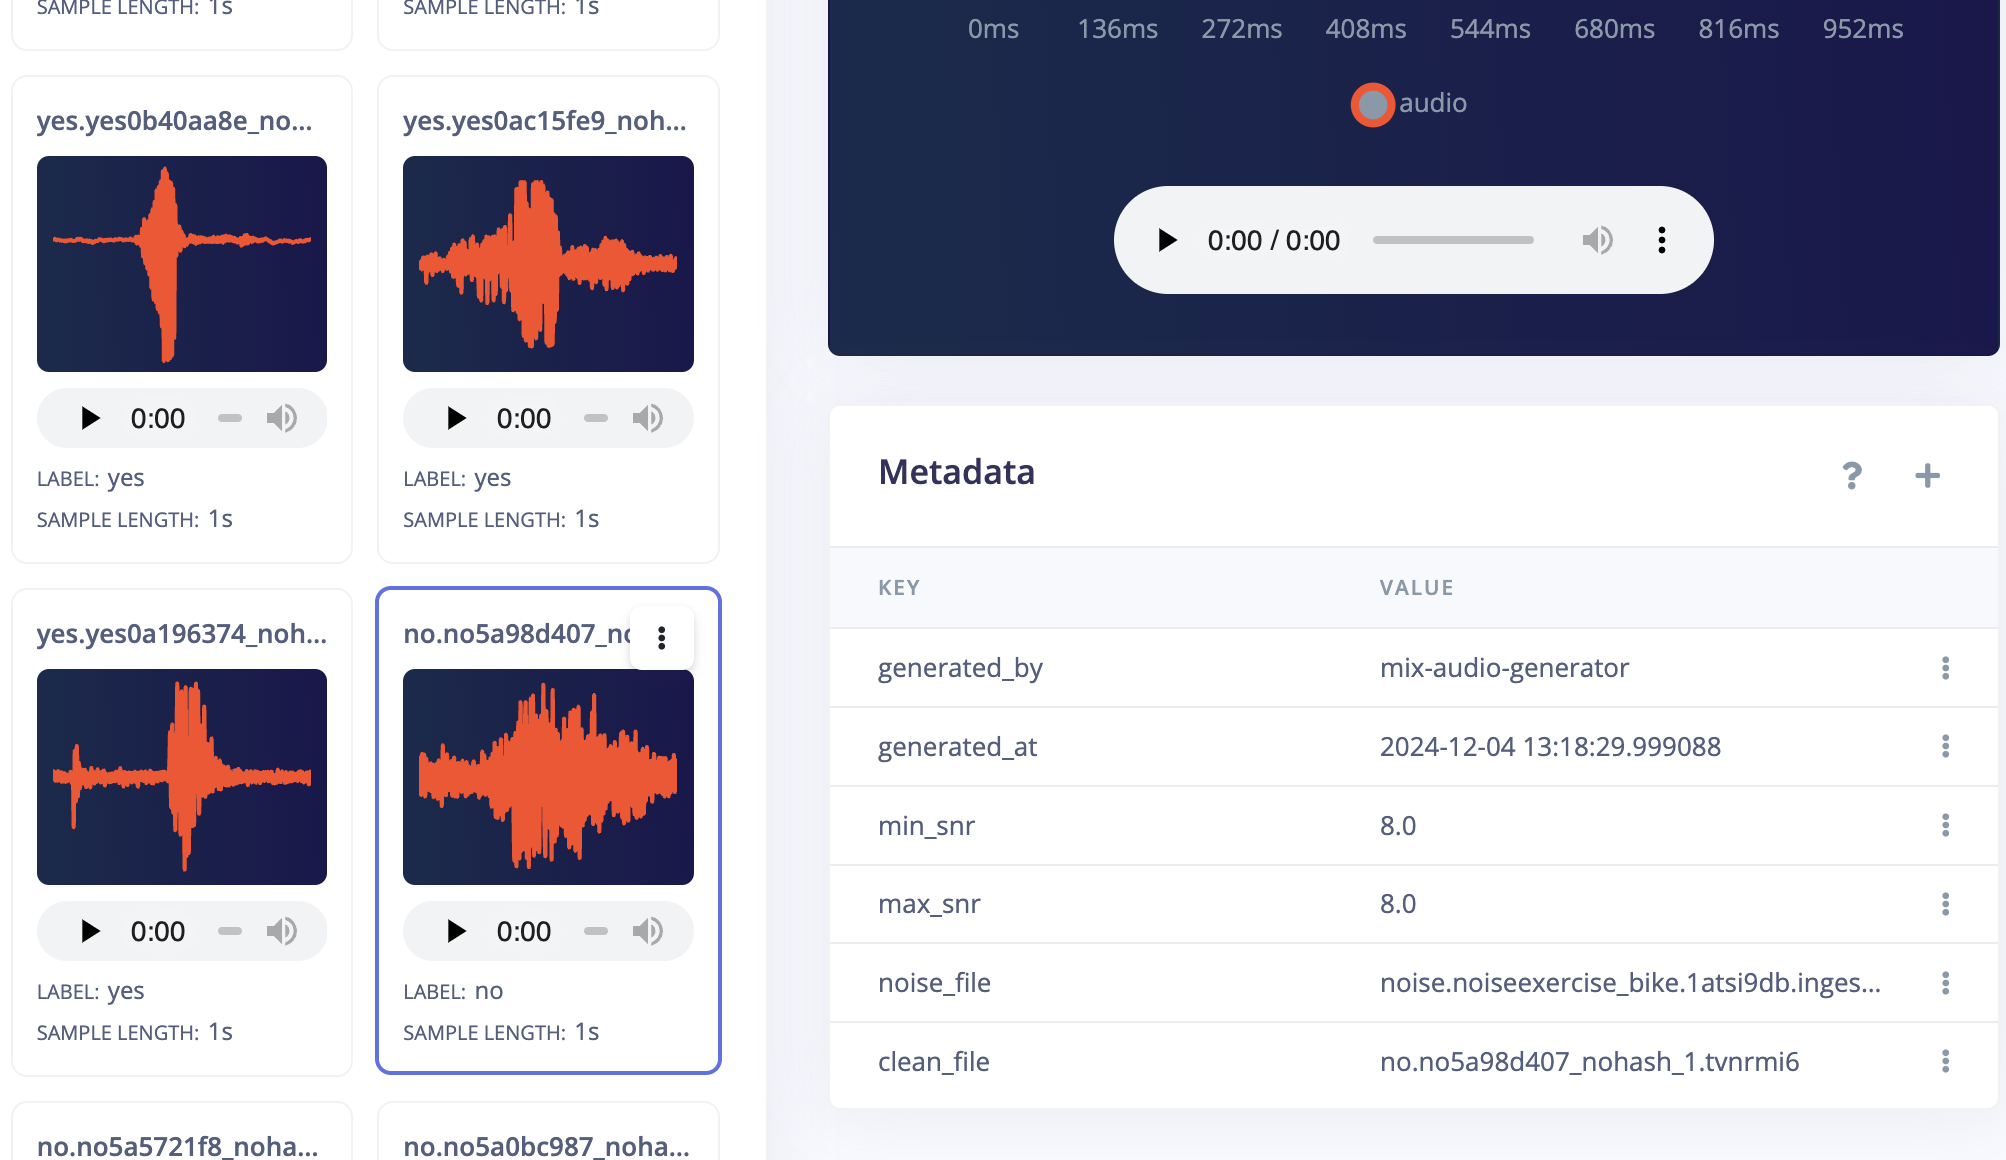 SAMPLE LENGTH: 1s
SAMPLE LENGTH: 1s
yes.yes0b40aa8e_no...
0:00
LABEL: yes
SAMPLE LENGTH: 1s
yes.yes0ac15fe9_noh...
0:00
LABEL: yes
SAMPLE LENGTH: 1s
yes.yes0a196374_noh...
0:00
LABEL: yes
SAMPLE LENGTH: 1s
no.no5a98d407_no
0:00
LABEL: no
SAMPLE LENGTH: 1s
no.no5a5721f8_noha...
no.no5a0bc987_noha...
0ms 136ms 272ms 408ms 544ms 680ms 816ms 952ms
audio
0:00 / 0:00
Metadata
? +
KEY VALUE
generated_by mix-audio-generator
generated_at 2024-12-04 13:18:29.999088
min_snr 8.0
max_snr 8.0
noise_file noise.noiseexercise_bike.1atsi9db.inges...
clean_file no.no5a98d407_nohash_1.tvnrmi6